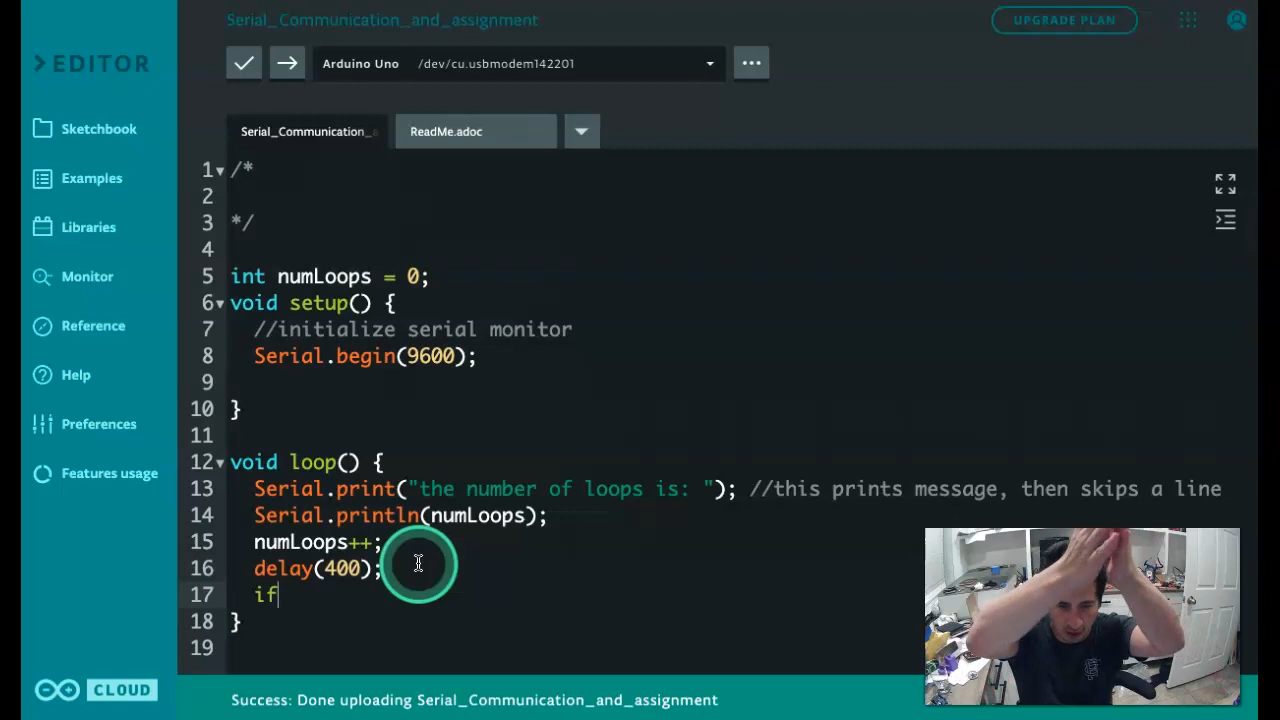 Serial_Communication_and_assignment
UPGRADE PLAN
>EDITOR
Arduino Uno /dev/cu.usbmodem142201
Sketchbook
Examples
Libraries
Monitor
Reference
Help
Preferences
Features usage
CLOUD
Serial_Communication_
ReadMe.adoc
1 /*
2
3 */
4
5 int numLoops = 0;
6 void setup() {
7 //initialize serial monitor
8 Serial.begin(9600);
9
10 }
11
12 void loop() {
13 Serial.print("the number of loops is: "); //this prints message, then skips a line
14 Serial.println(numLoops);
15 numLoops++;
16 delay(400);
17 if
18 }
19
Success: Done uploading Serial_Communication_and_assignment